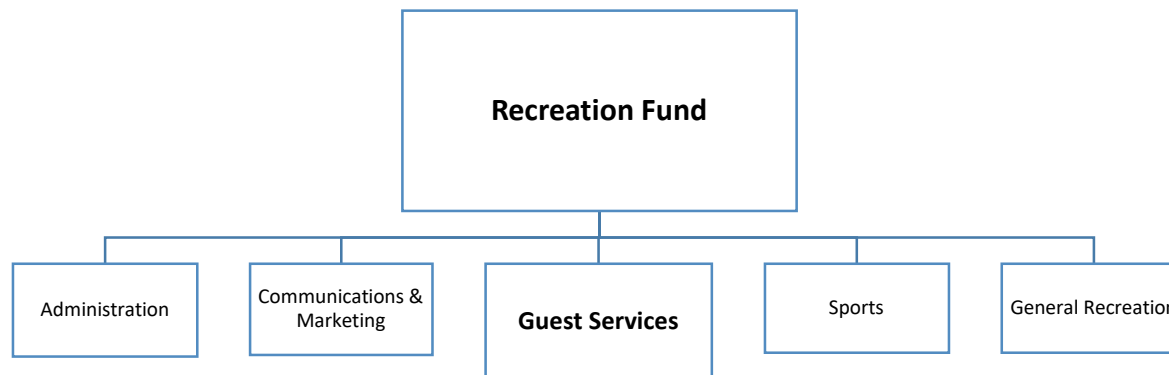 Recreation Fund
Administration
Communications &
Marketing
Guest Services
Sports
General Recreation